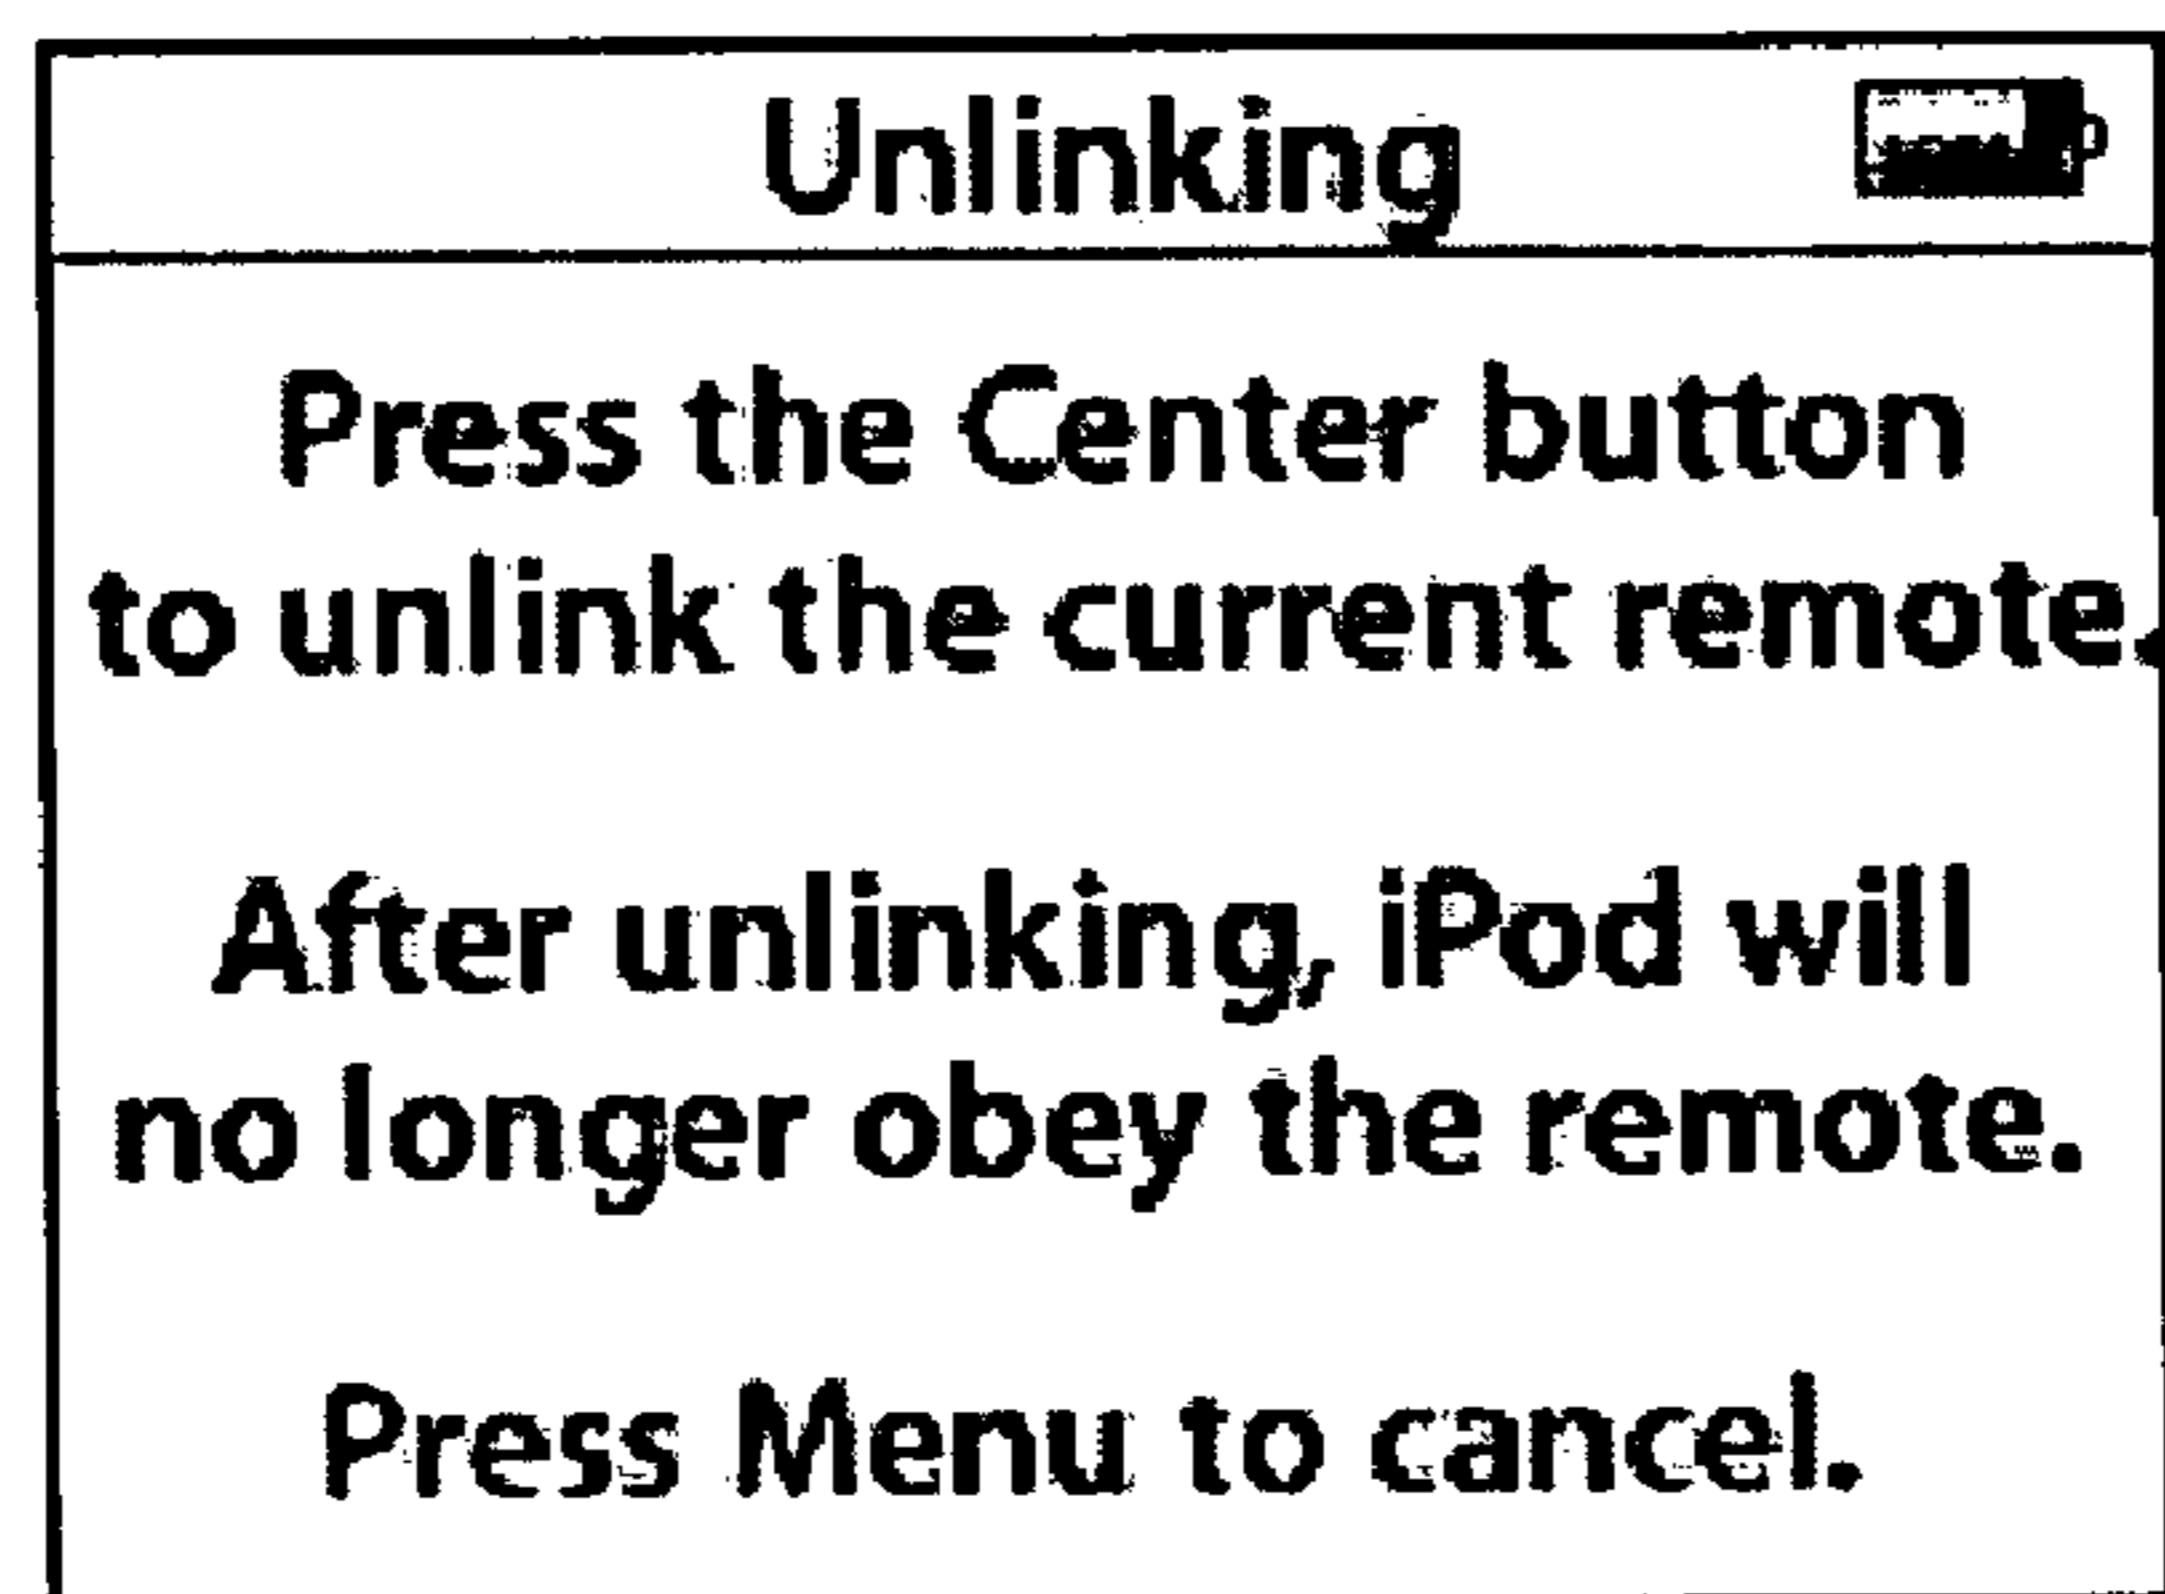 Unlinking
Press the Center button
to unlink the current remote.
After unlinking, iPod will
no longer obey the remote.
Press Menu to cancel.